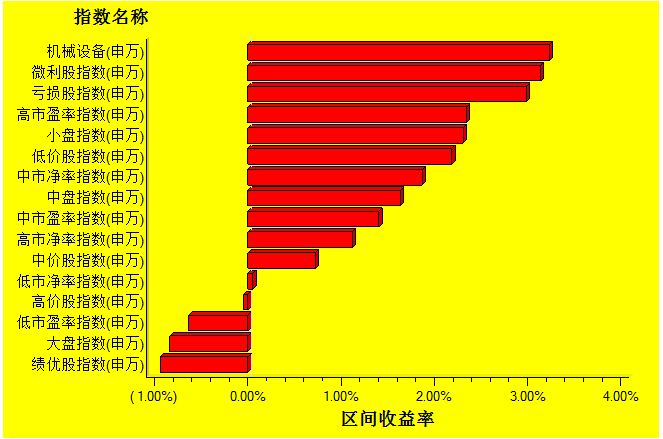 指数名称
机械设备(申万)
微利股指数(申万)
亏损股指数(申万)
高市盈率指数(申万)
小盘指数(申万)
低价股指数(申万)
中市净率指数(申万)
中盘指数(申万)
中市盈率指数(申万)
高市净率指数(申万)
中价股指数(申万)
低市净率指数(申万)
高价股指数(申万)
低市盈率指数(申万)
大盘指数(申万)
绩优股指数(申万)
(1.00%) 0.00% 1.00% 2.00% 3.00% 4.00%
区间收益率